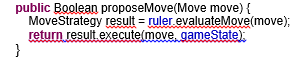 public Boolean proposeMove(Move move) {
MoveStrategy result = ruler.evaluateMove(move);
return result.execute(move, gameState);
}